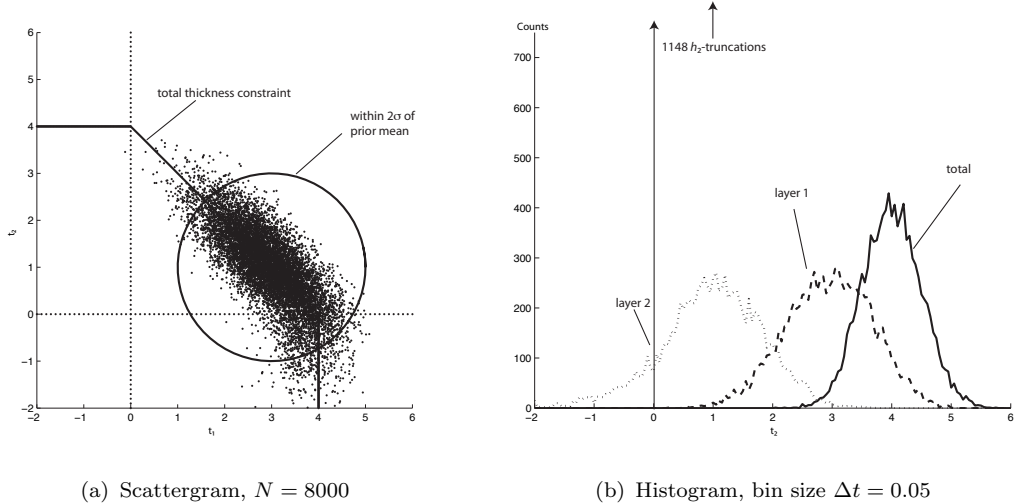 6
5
4
3
2
1
0
−1
−2
t₂
−2 −1 0 1 2 3 4 5 6
t₁
total thickness constraint
within 2σ of
prior mean
(a) Scattergram, N = 8000
Counts
700
600
500
400
300
200
100
0
1148 h₂-truncations
total
layer 1
layer 2
−2 −1 0 1 2 3 4 5 6
t₂
(b) Histogram, bin size Δt = 0.05